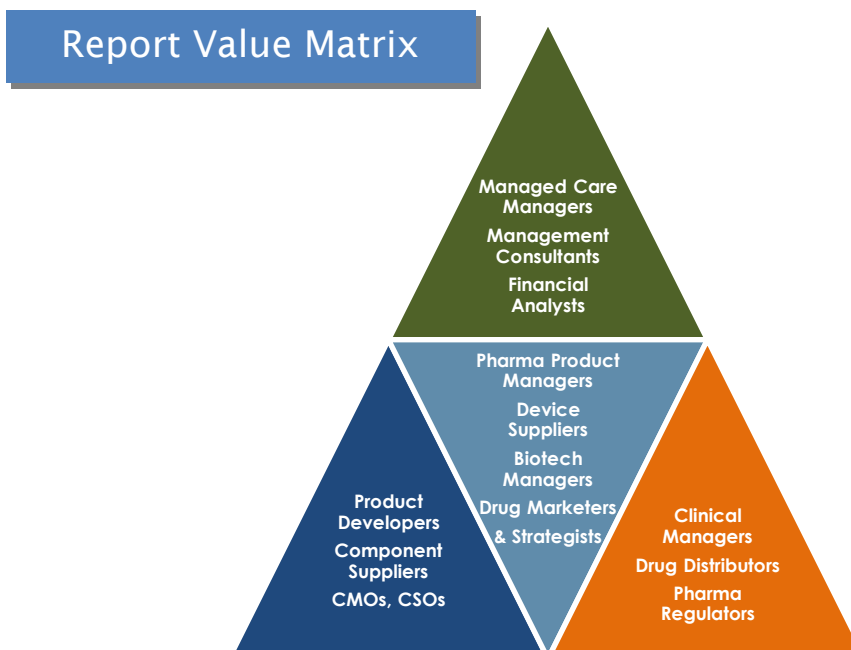 Report Value Matrix
Managed Care
Managers
Management
Consultants
Financial
Analysts
Pharma Product
Managers
Device
Suppliers
Biotech
Managers
Drug Marketers
& Strategists
Product
Developers
Component
Suppliers
CMOs, CSOs
Clinical
Managers
Drug Distributors
Pharma
Regulators